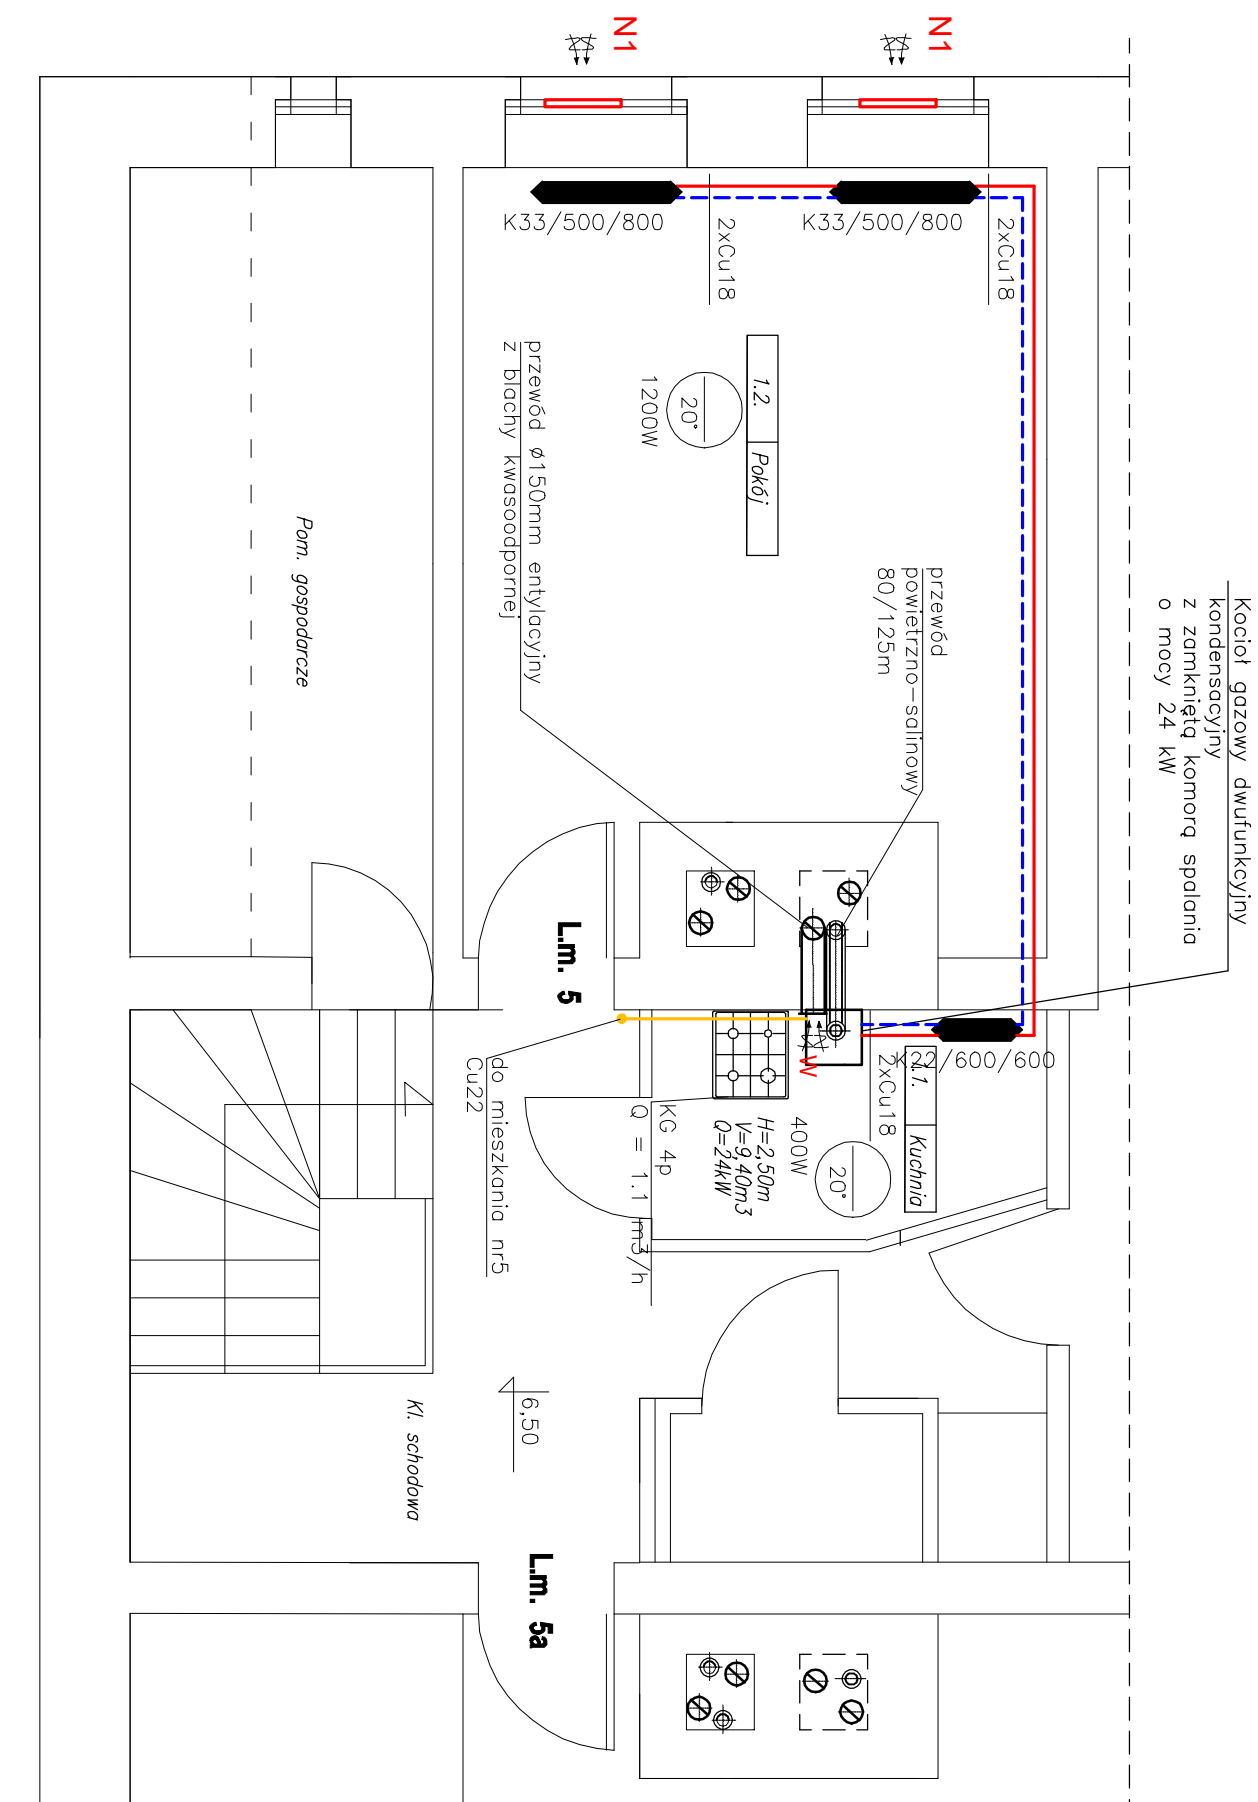 N1
N1
K33/500/800
K33/500/800
2xCu18
2xCu18
1.2. Pokój
20°
1200W
przewód ø150mm entylacyjny
z blachy kwasoodpornej
Pom. gospodarcze
przewód
powietrzno-salinowy
80/125m
Kocioł gazowy dwufunkcyjny
kondensacyjny
z zamkniętą komorą spalania
o mocy 24 kW
L.m. 5
W
K22/600/600
2xCu18
1.1. Kuchnia
20°
400W
H=2,50m
V=9,40m3
Q=24kW
KG 4p
Q = 1.1 m3/h
do mieszkania nr5
Cu22
6,50
Kl. schodowa
L.m. 5a